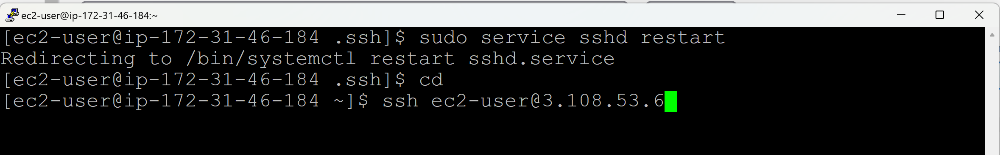 ec2-user@ip-172-31-46-184:~
[ec2-user@ip-172-31-46-184 .ssh]$ sudo service sshd restart
Redirecting to /bin/systemctl restart sshd.service
[ec2-user@ip-172-31-46-184 .ssh]$ cd
[ec2-user@ip-172-31-46-184 ~]$ ssh ec2-user@3.108.53.6